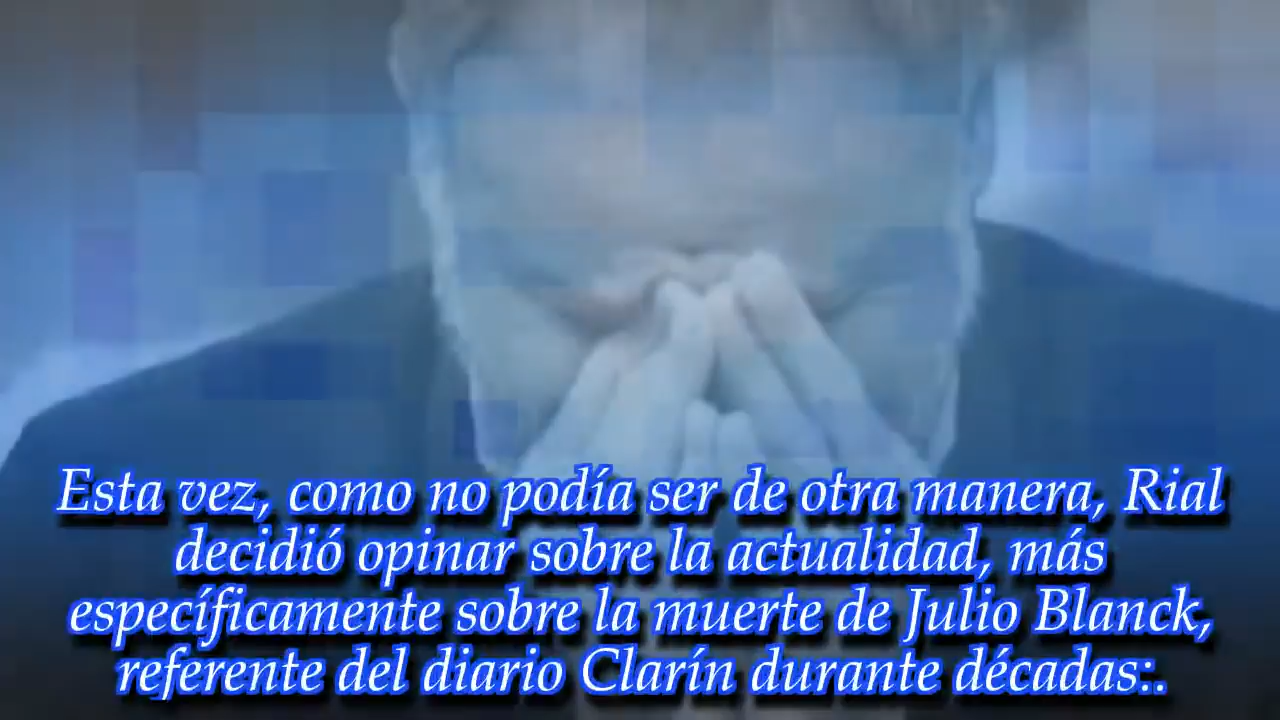 Esta vez, como no podía ser de otra manera, Rial
decidió opinar sobre la actualidad, más
específicamente sobre la muerte de Julio Blanck,
referente del diario Clarín durante décadas:.